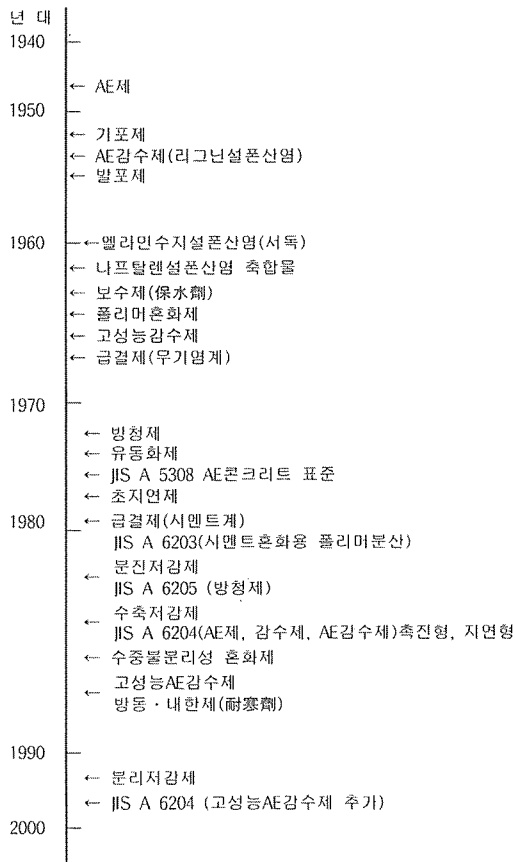 년 대
1940
← AE제
1950
← 기포제
← AE감수제(리그닌설폰산염)
← 발포제
1960
← 멜라민수지설폰산염(서독)
← 나프탈렌설폰산염 축합물
← 보수제(保水劑)
← 폴리머혼화제
← 고성능감수제
← 급결제(무기염계)
1970
← 방청제
← 유동화제
← JIS A 5308 AE콘크리트 표준
← 초지연제
1980
← 급결제(시멘트계)
JIS A 6203(시멘트혼화용 폴리머분산)
← 분진저감제
JIS A 6205 (방청제)
← 수축저감제
JIS A 6204(AE제, 감수제, AE감수제)촉진형, 지연형
← 수중불분리성 혼화제
← 고성능AE감수제
방동·내한제(耐寒劑)
1990
← 분리저감제
← JIS A 6204 (고성능AE감수제 추가)
2000